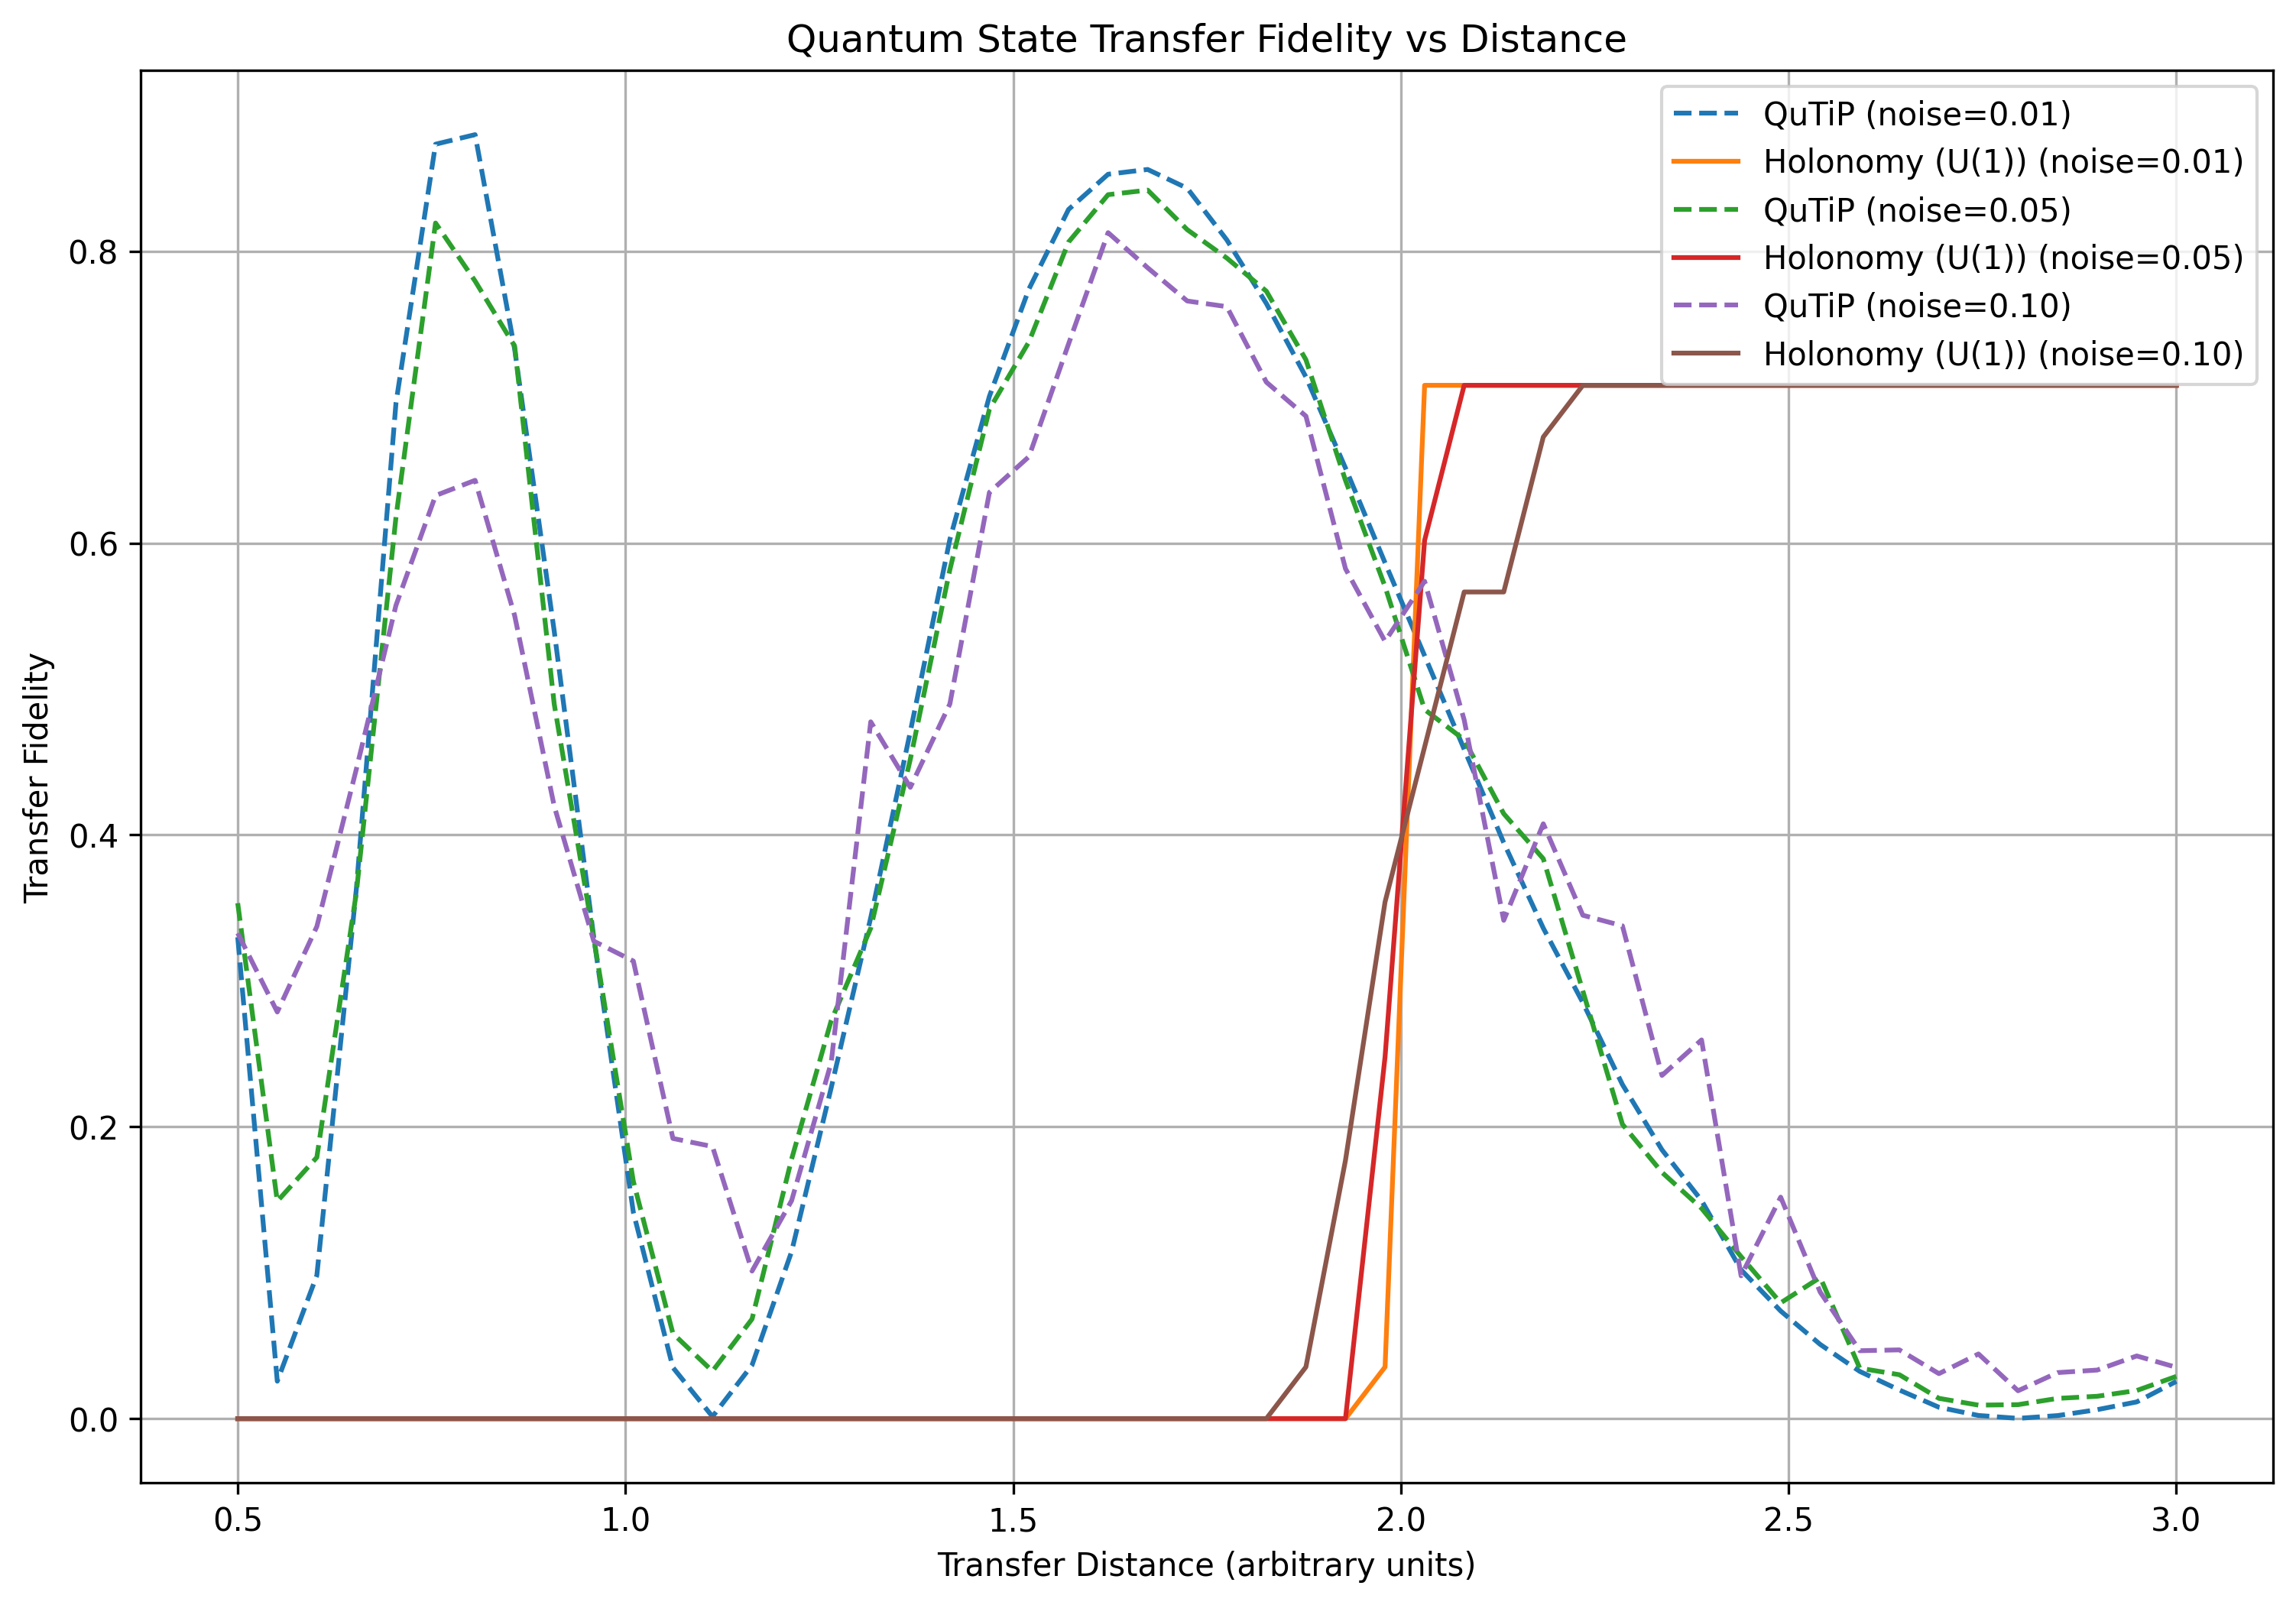 Quantum State Transfer Fidelity vs Distance
QuTiP (noise=0.01)
Holonomy (U(1)) (noise=0.01)
QuTiP (noise=0.05)
Holonomy (U(1)) (noise=0.05)
QuTiP (noise=0.10)
Holonomy (U(1)) (noise=0.10)
Transfer Fidelity
0.8
0.6
0.4
0.2
0.0
0.5 1.0 1.5 2.0 2.5 3.0
Transfer Distance (arbitrary units)